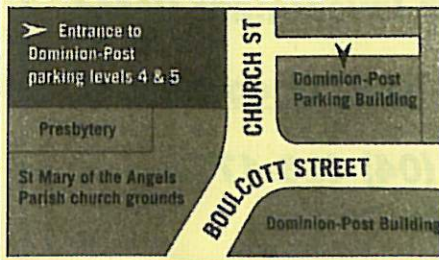 Entrance to
Dominion-Post
parking levels 4 & 5
CHURCH ST
Dominion-Post
Parking Building
Presbytery
St Mary of the Angels
Parish church grounds
BOULCOTT STREET
Dominion-Post Building